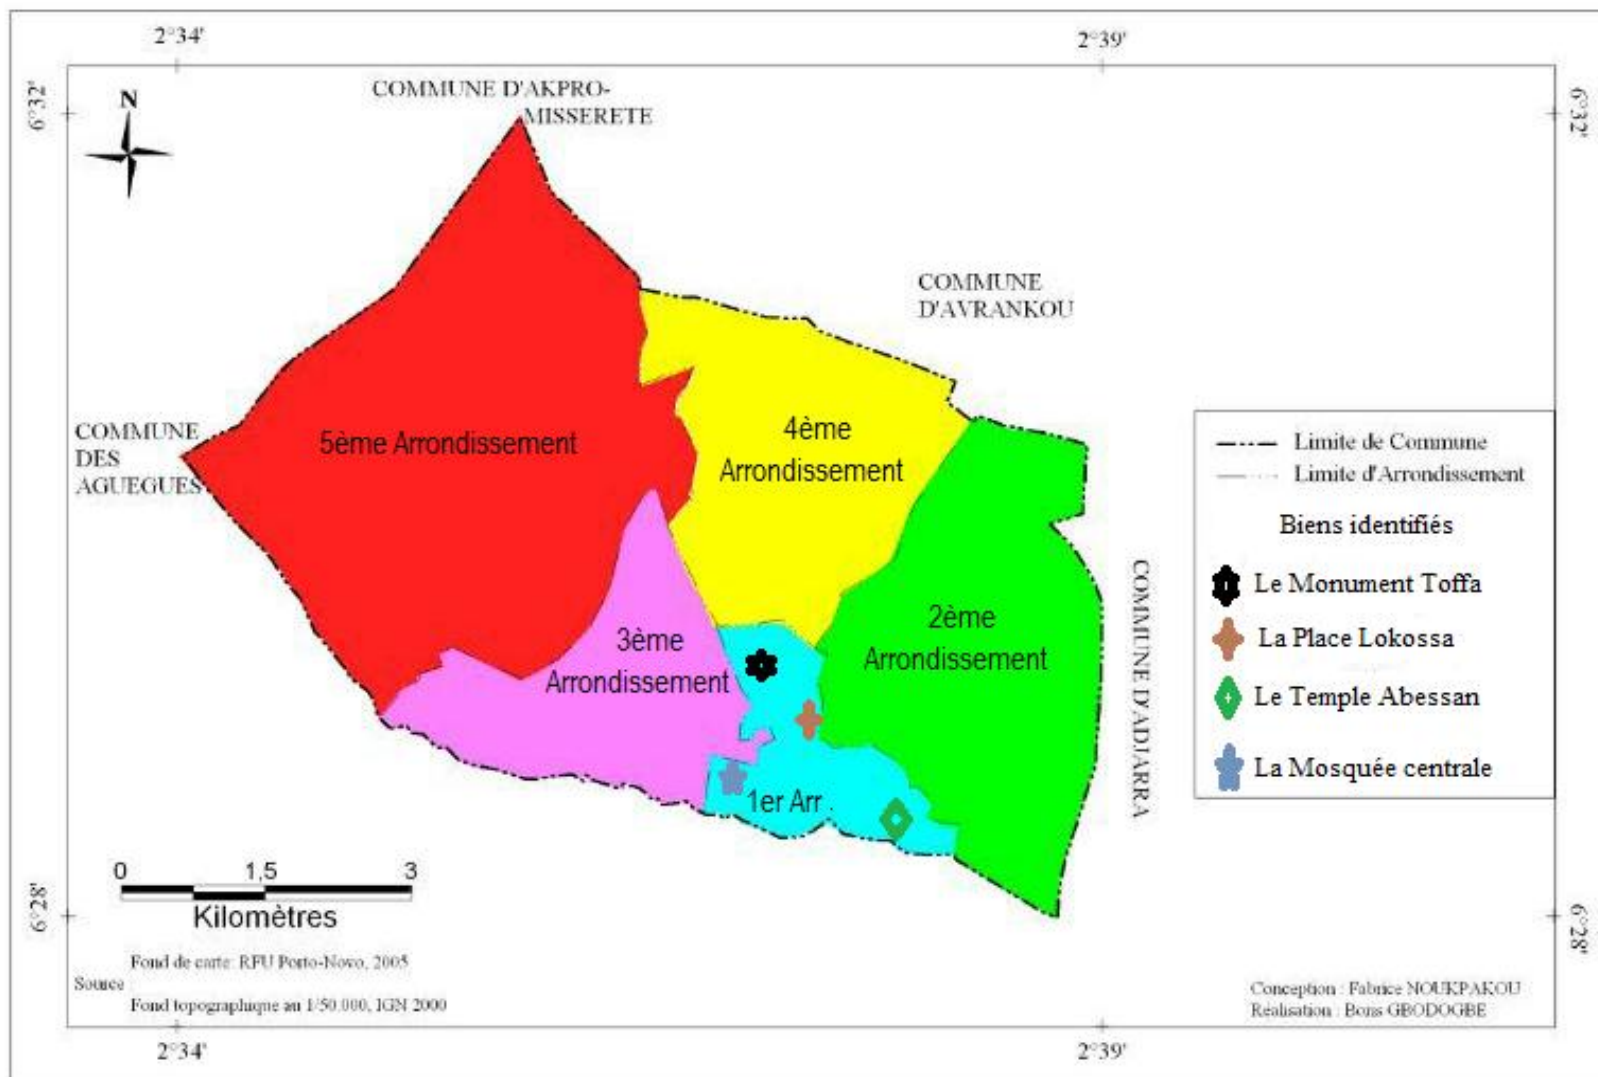 2°34'
2°39'
6°32'
6°32'
N
COMMUNE D'AKPRO-
MISSERETE
COMMUNE
D'AVRANKOU
COMMUNE
DES
AGUEGUES
5ème Arrondissement
4ème
Arrondissement
3ème
Arrondissement
2ème
Arrondissement
1er Arr .
COMMUNE D'ADJARRA
Limite de Commune
Limite d'Arrondissement
Biens identifiés
Le Monument Toffa
La Place Lokossa
Le Temple Abessan
La Mosquée centrale
0 1,5 3
Kilomètres
6°28'
6°28'
Fond de carte: RFU Porto-Novo, 2005
Source :
Fond topographique au 1/50.000, IGN 2000
Conception : Fabrice NOUKPAKOU
Réalisation : Boris GBODOGBE
2°34'
2°39'